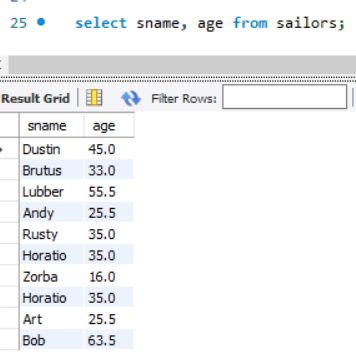 25 select sname, age from sailors;
Result Grid Filter Rows:
sname age
Dustin 45.0
Brutus 33.0
Lubber 55.5
Andy 25.5
Rusty 35.0
Horatio 35.0
Zorba 16.0
Horatio 35.0
Art 25.5
Bob 63.5